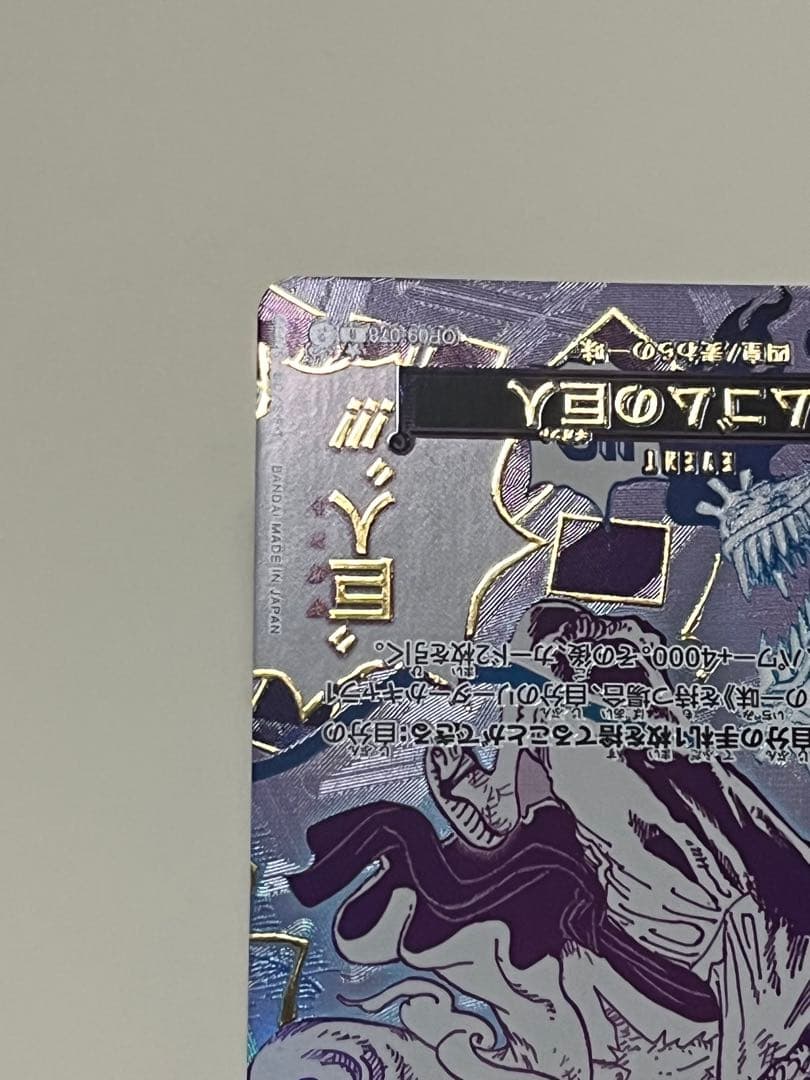 自分の手札1枚を捨てることができる:自分の
の一味》を持つ場合、自分のリーダーかキャラ1
パワー+4000。その後、カード2枚を引く。
EVENT
ムゴムの巨人
四皇/麦わらの一味
OP09-078
BANDAI MADE IN JAPAN
“巨人”!!!